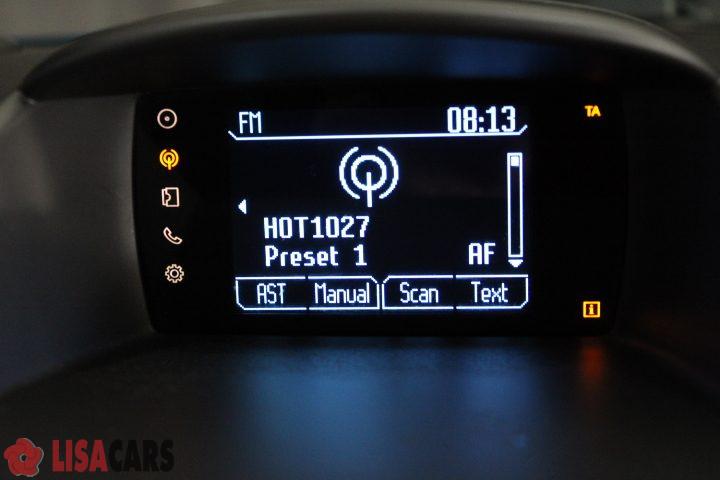 FM 08:13 TA
HOT1027
Preset 1 AF
AST Manual Scan Text
i
LISACARS